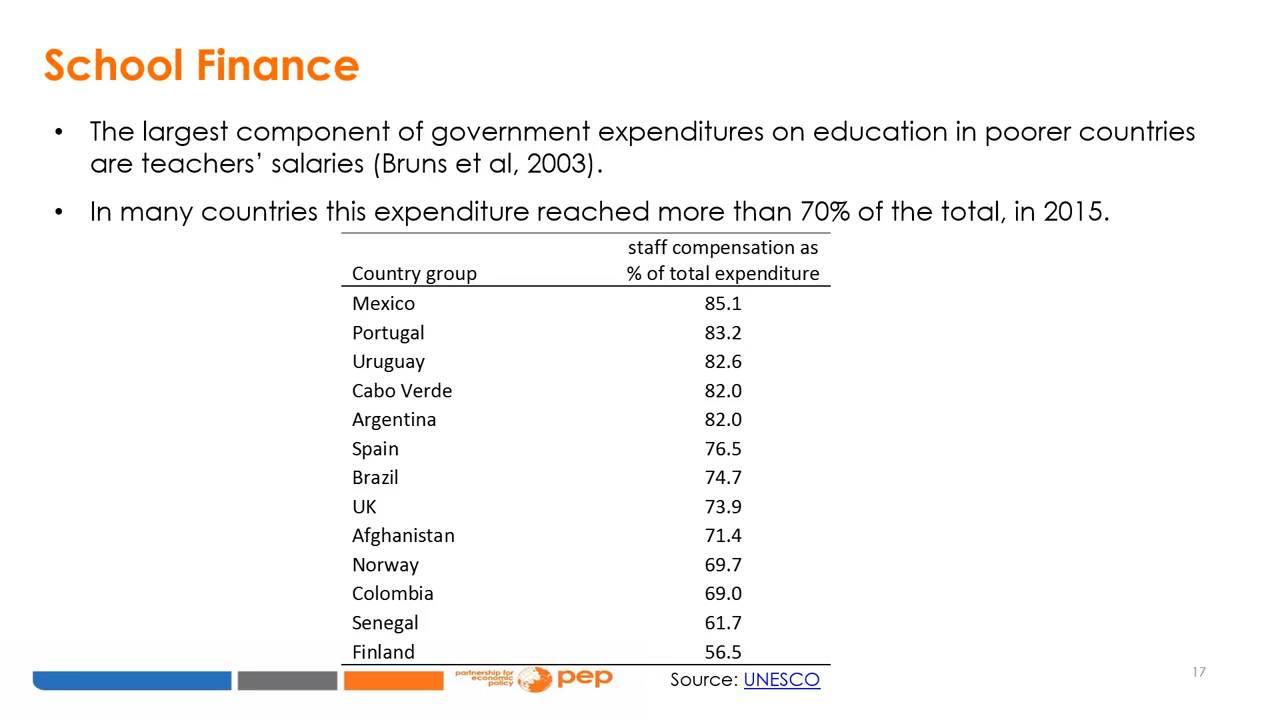 School Finance
• The largest component of government expenditures on education in poorer countries
are teachers’ salaries (Bruns et al, 2003).
• In many countries this expenditure reached more than 70% of the total, in 2015.
staff compensation as
Country group % of total expenditure
Mexico 85.1
Portugal 83.2
Uruguay 82.6
Cabo Verde 82.0
Argentina 82.0
Spain 76.5
Brazil 74.7
UK 73.9
Afghanistan 71.4
Norway 69.7
Colombia 69.0
Senegal 61.7
Finland 56.5
partnership for
economic
policy
pep
Source: UNESCO
17